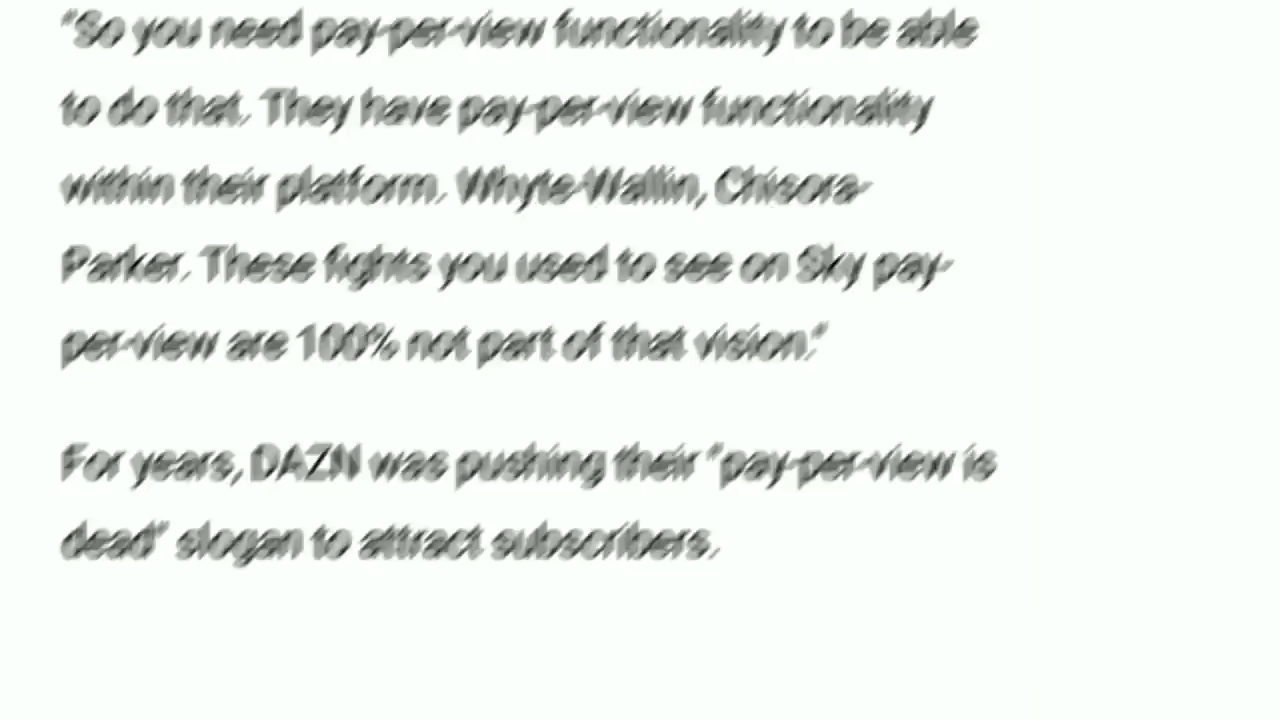 "So you need pay-per-view functionality to be able
to do that. They have pay-per-view functionality
within their platform. Whyte-Wallin, Chisora-
Parker. These fights you used to see on Sky pay-
per-view are 100% not part of that vision."
For years, DAZN was pushing their "pay-per-view is
dead" slogan to attract subscribers.